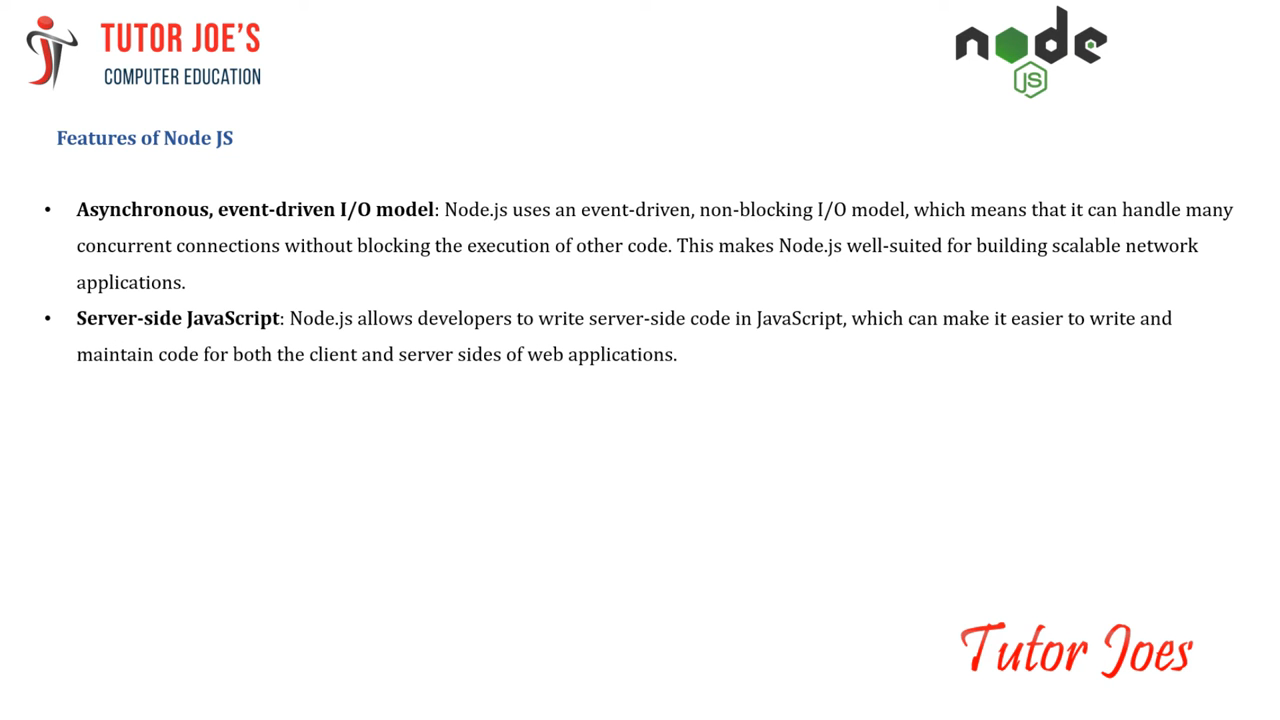 TUTOR JOE'S
COMPUTER EDUCATION
node
JS
Features of Node JS
• Asynchronous, event-driven I/O model: Node.js uses an event-driven, non-blocking I/O model, which means that it can handle many
concurrent connections without blocking the execution of other code. This makes Node.js well-suited for building scalable network
applications.
• Server-side JavaScript: Node.js allows developers to write server-side code in JavaScript, which can make it easier to write and
maintain code for both the client and server sides of web applications.
Tutor Joes